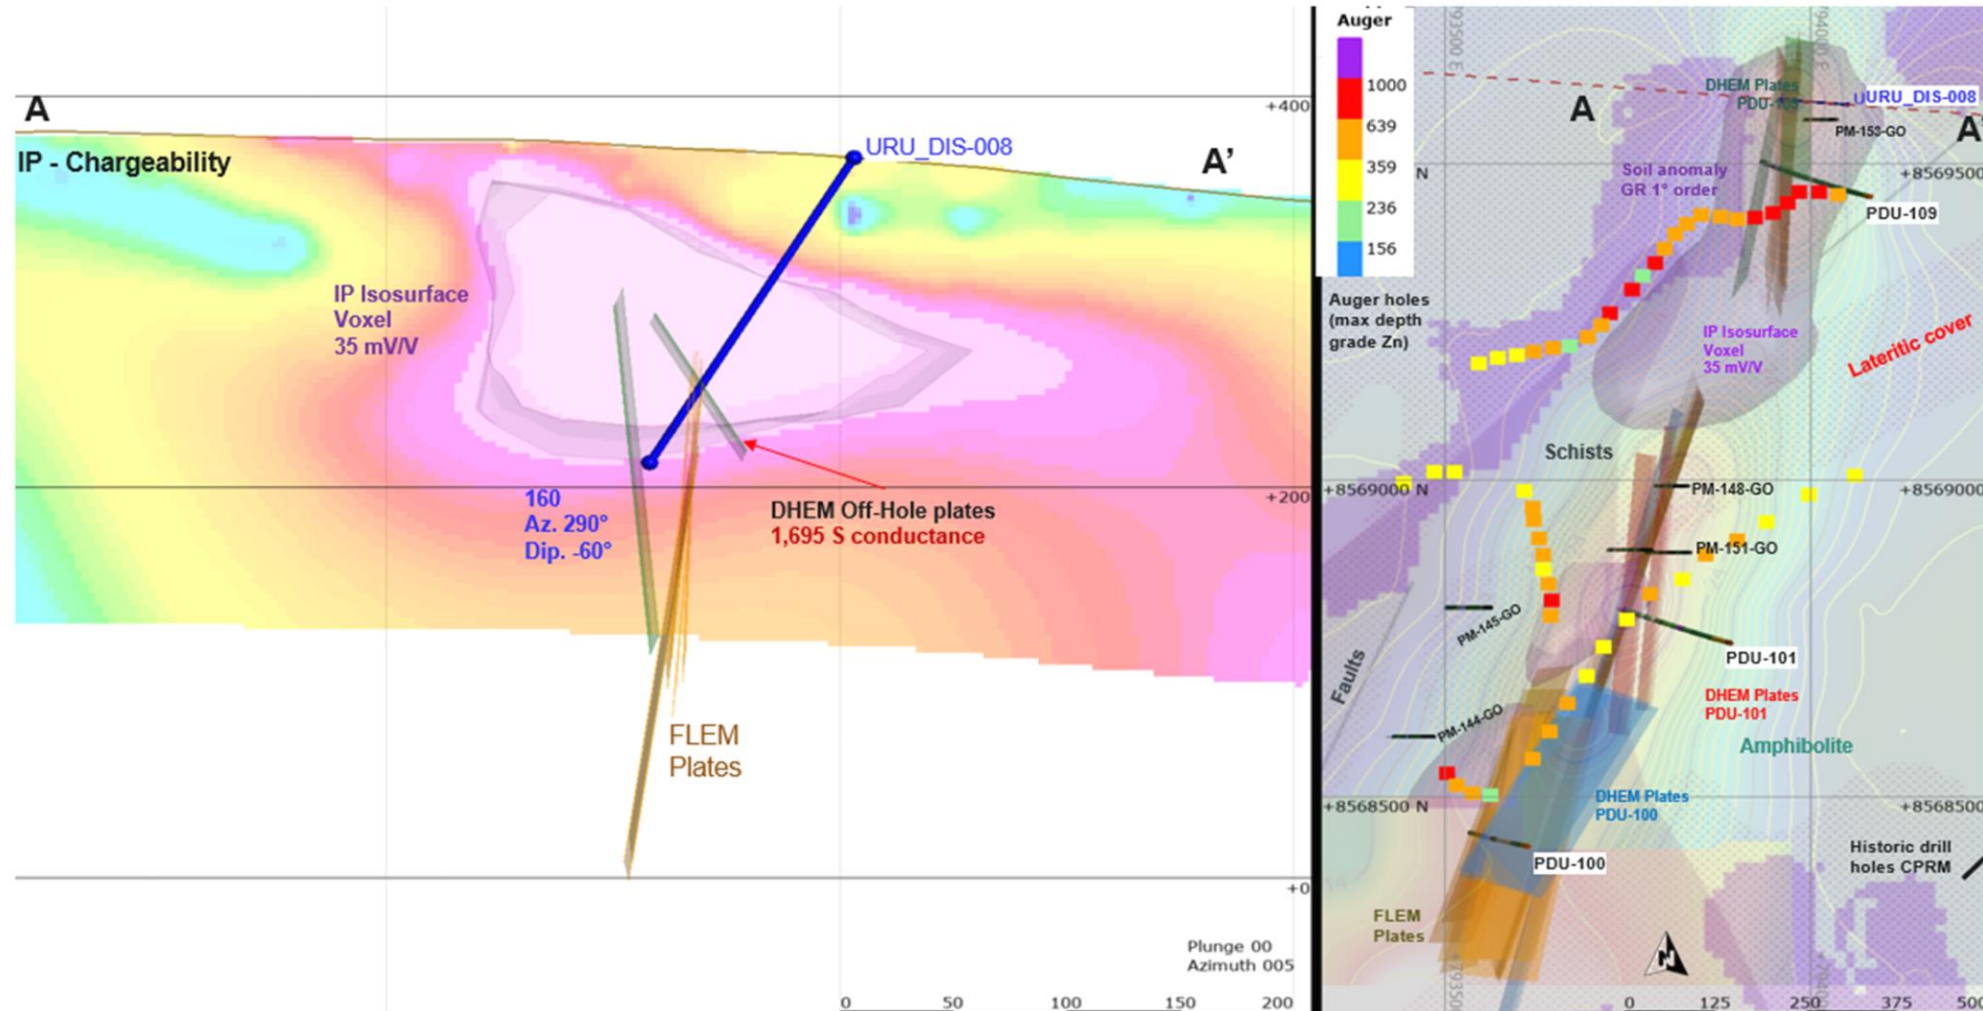 A
IP - Chargeability
URU_DIS-008
A’
+400
IP Isosurface
Voxel
35 mV/V
160
Az. 290°
Dip. -60°
+200
DHEM Off-Hole plates
1,695 S conductance
FLEM
Plates
+0
Plunge 00
Azimuth 005
0 50 100 150 200
Auger
1000
639
359
236
156
Auger holes
(max depth
grade Zn)
DHEM Plates
A
URU_DIS-008
PM-153-GO
A'
N
+8569500
Soil anomaly
GR 1° order
PDU-109
IP Isosurface
Voxel
35 mV/V
Lateritic cover
Schists
+8569000 N
PM-148-GO
+8569000
PM-151-GO
PM-145-GO
Faults
PDU-101
DHEM Plates
PDU-101
PM-144-GO
Amphibolite
+8568500 N
DHEM Plates
PDU-100
+8568500
PDU-100
Historic drill
holes CPRM
FLEM
Plates
N
0 125 250 375 500